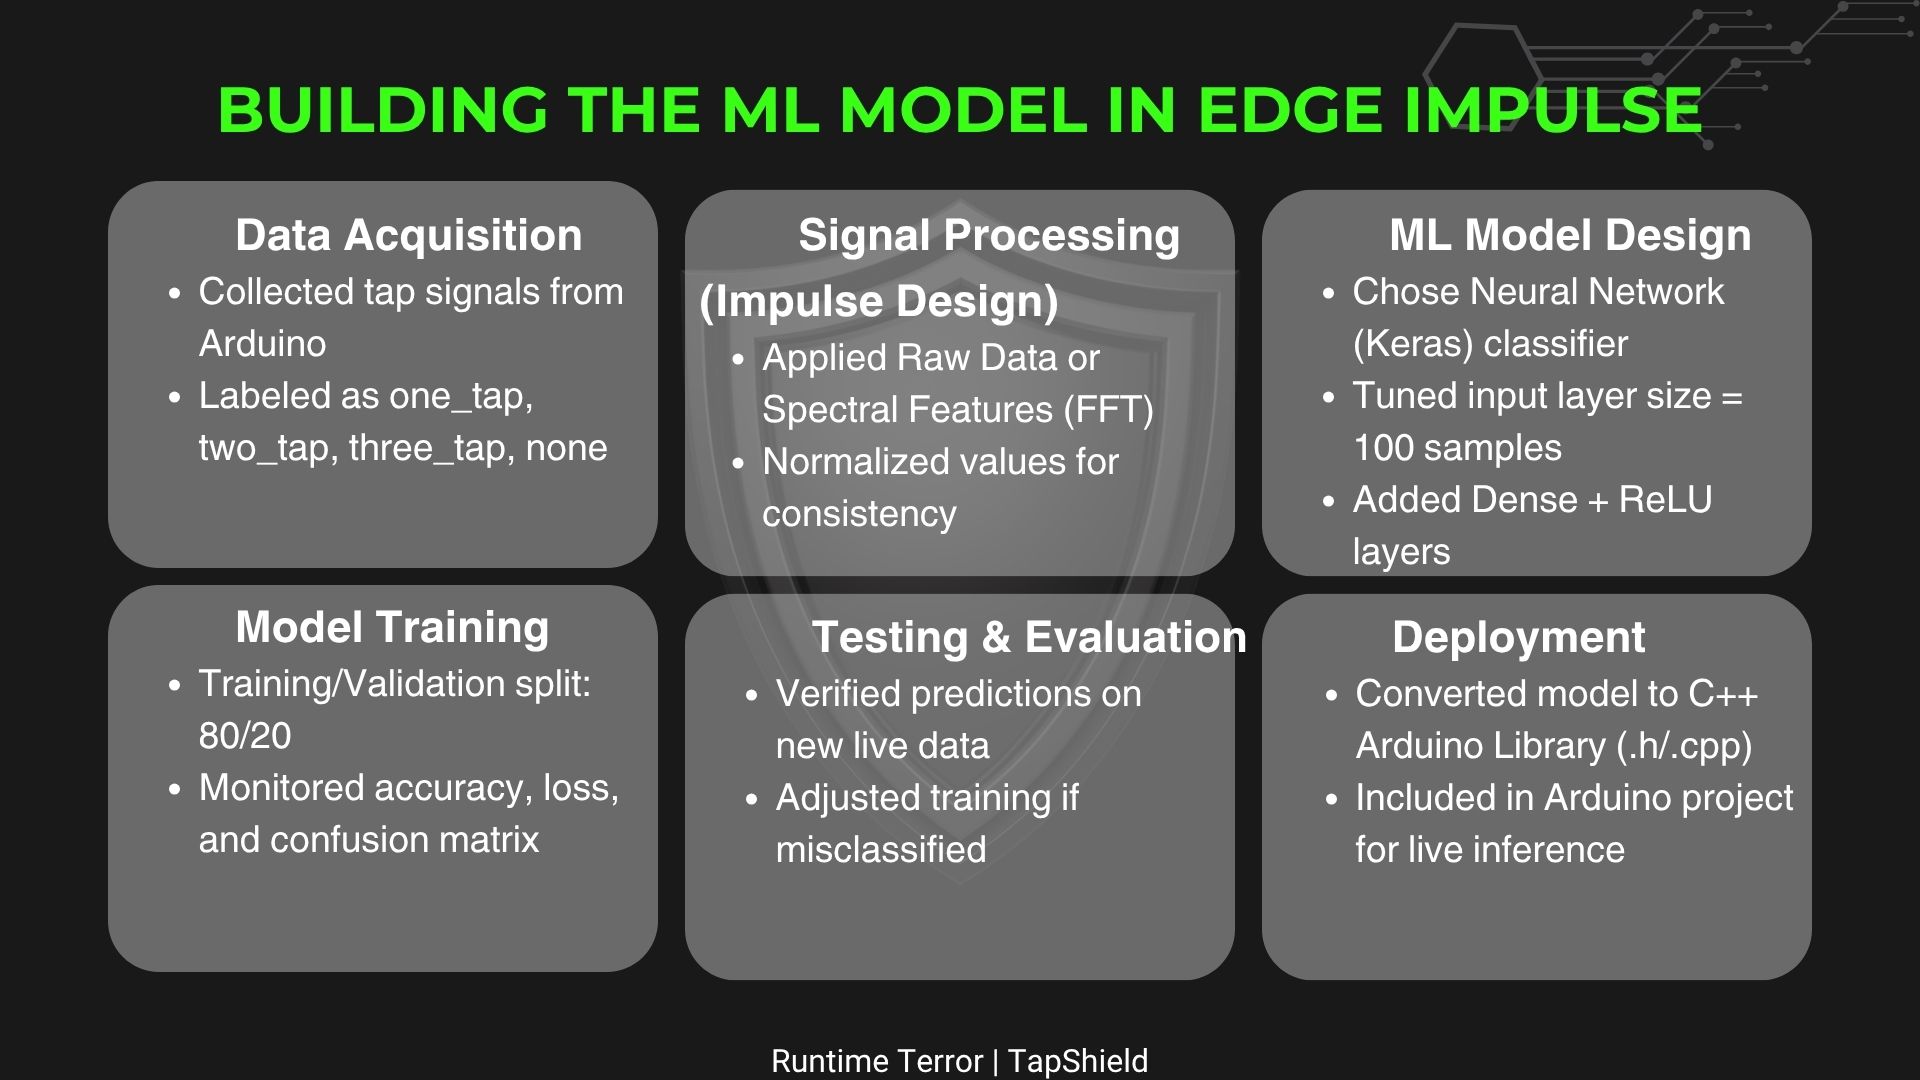 BUILDING THE ML MODEL IN EDGE IMPULSE
Data Acquisition
• Collected tap signals from
Arduino
• Labeled as one_tap,
two_tap, three_tap, none
Signal Processing
(Impulse Design)
• Applied Raw Data or
Spectral Features (FFT)
• Normalized values for
consistency
ML Model Design
• Chose Neural Network
(Keras) classifier
• Tuned input layer size =
100 samples
• Added Dense + ReLU
layers
Model Training
• Training/Validation split:
80/20
• Monitored accuracy, loss,
and confusion matrix
Testing & Evaluation
• Verified predictions on
new live data
• Adjusted training if
misclassified
Deployment
• Converted model to C++
Arduino Library (.h/.cpp)
• Included in Arduino project
for live inference
Runtime Terror | TapShield